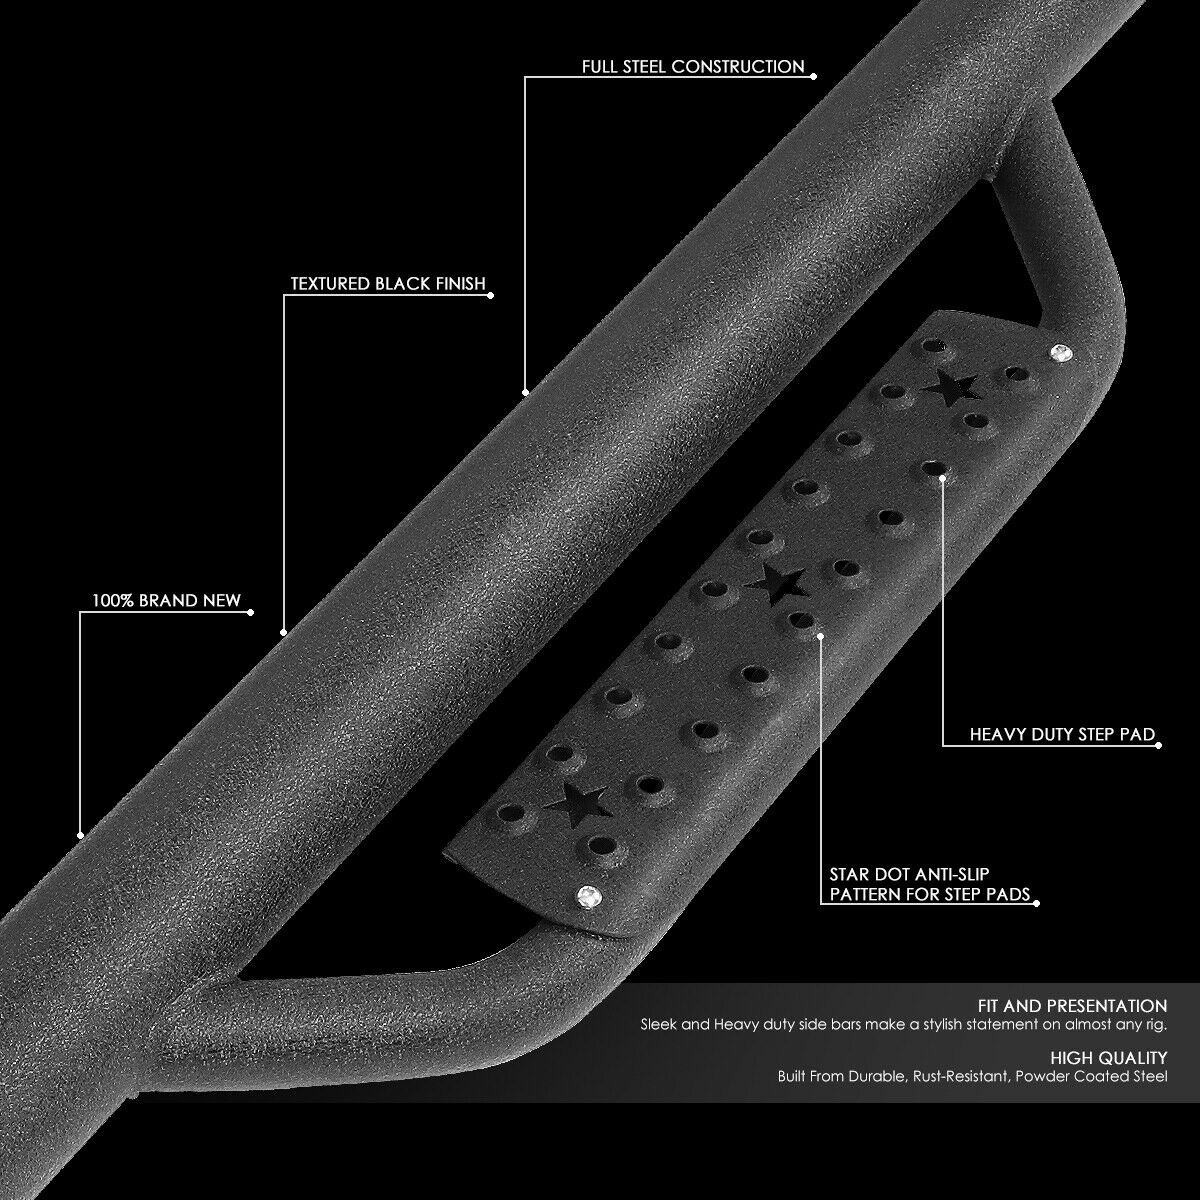 FULL STEEL CONSTRUCTION
TEXTURED BLACK FINISH
100% BRAND NEW
HEAVY DUTY STEP PAD
STAR DOT ANTI-SLIP
PATTERN FOR STEP PADS
FIT AND PRESENTATION
Sleek and Heavy duty side bars make a stylish statement on almost any rig.
HIGH QUALITY
Built From Durable, Rust-Resistant, Powder Coated Steel